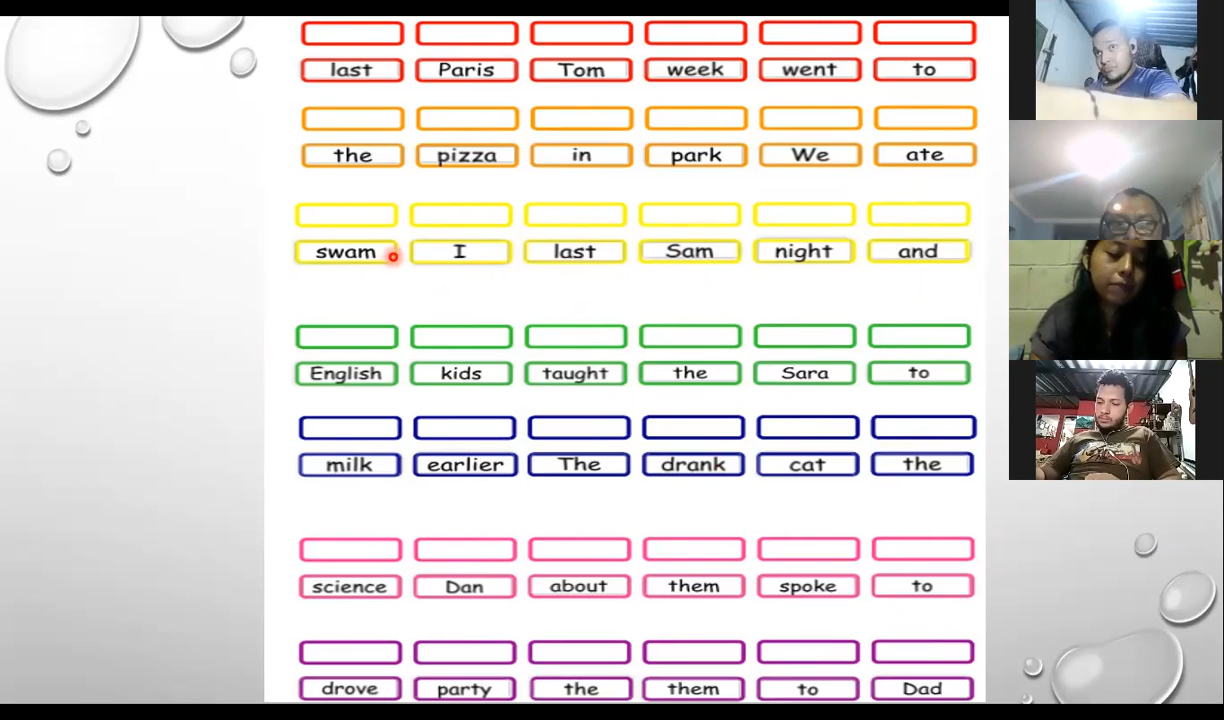 last Paris Tom week went to
the pizza in park We ate
swam I last Sam night and
English kids taught the Sara to
milk earlier The drank cat the
science Dan about them spoke to
drove party the them to Dad